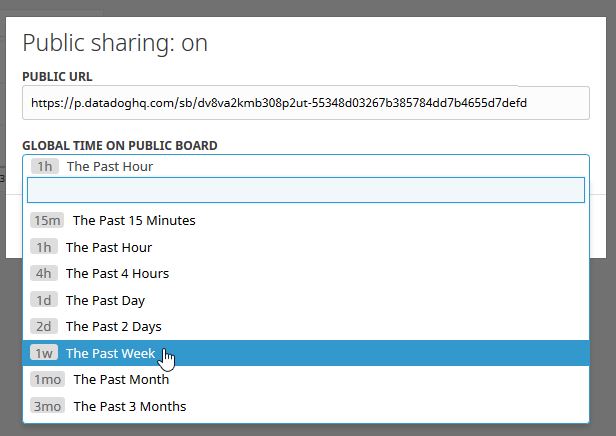 Public sharing: on
PUBLIC URL
https://p.datadoghq.com/sb/dv8va2kmb308p2ut-55348d03267b385784dd7b4655d7defd
GLOBAL TIME ON PUBLIC BOARD
1h The Past Hour
15m The Past 15 Minutes
1h The Past Hour
4h The Past 4 Hours
1d The Past Day
2d The Past 2 Days
1w The Past Week
1mo The Past Month
3mo The Past 3 Months